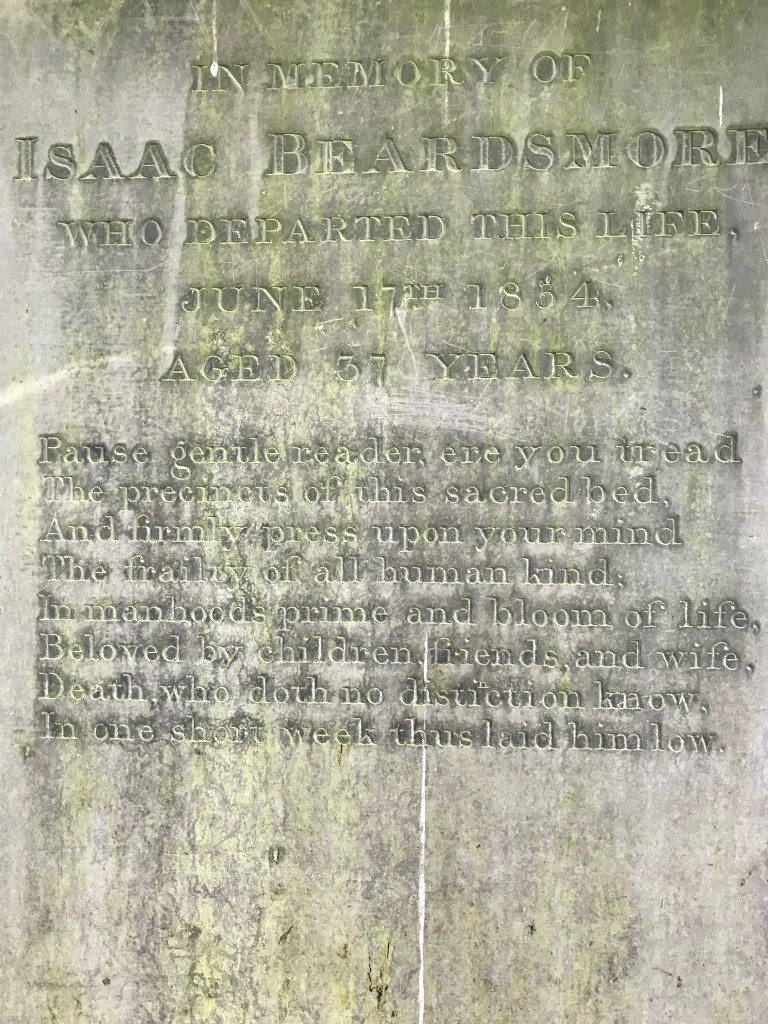 IN MEMORY OF
ISAAC BEARDSMORE
WHO DEPARTED THIS LIFE,
JUNE 17TH 1854,
AGED 37 YEARS.
Pause gentle reader, ere you tread
The precincts of this sacred bed,
And firmly press upon your mind
The frailty of all human kind;
In manhoods prime and bloom of life,
Beloved by children, friends, and wife,
Death, who doth no distiction know,
In one short week thus laid him low.